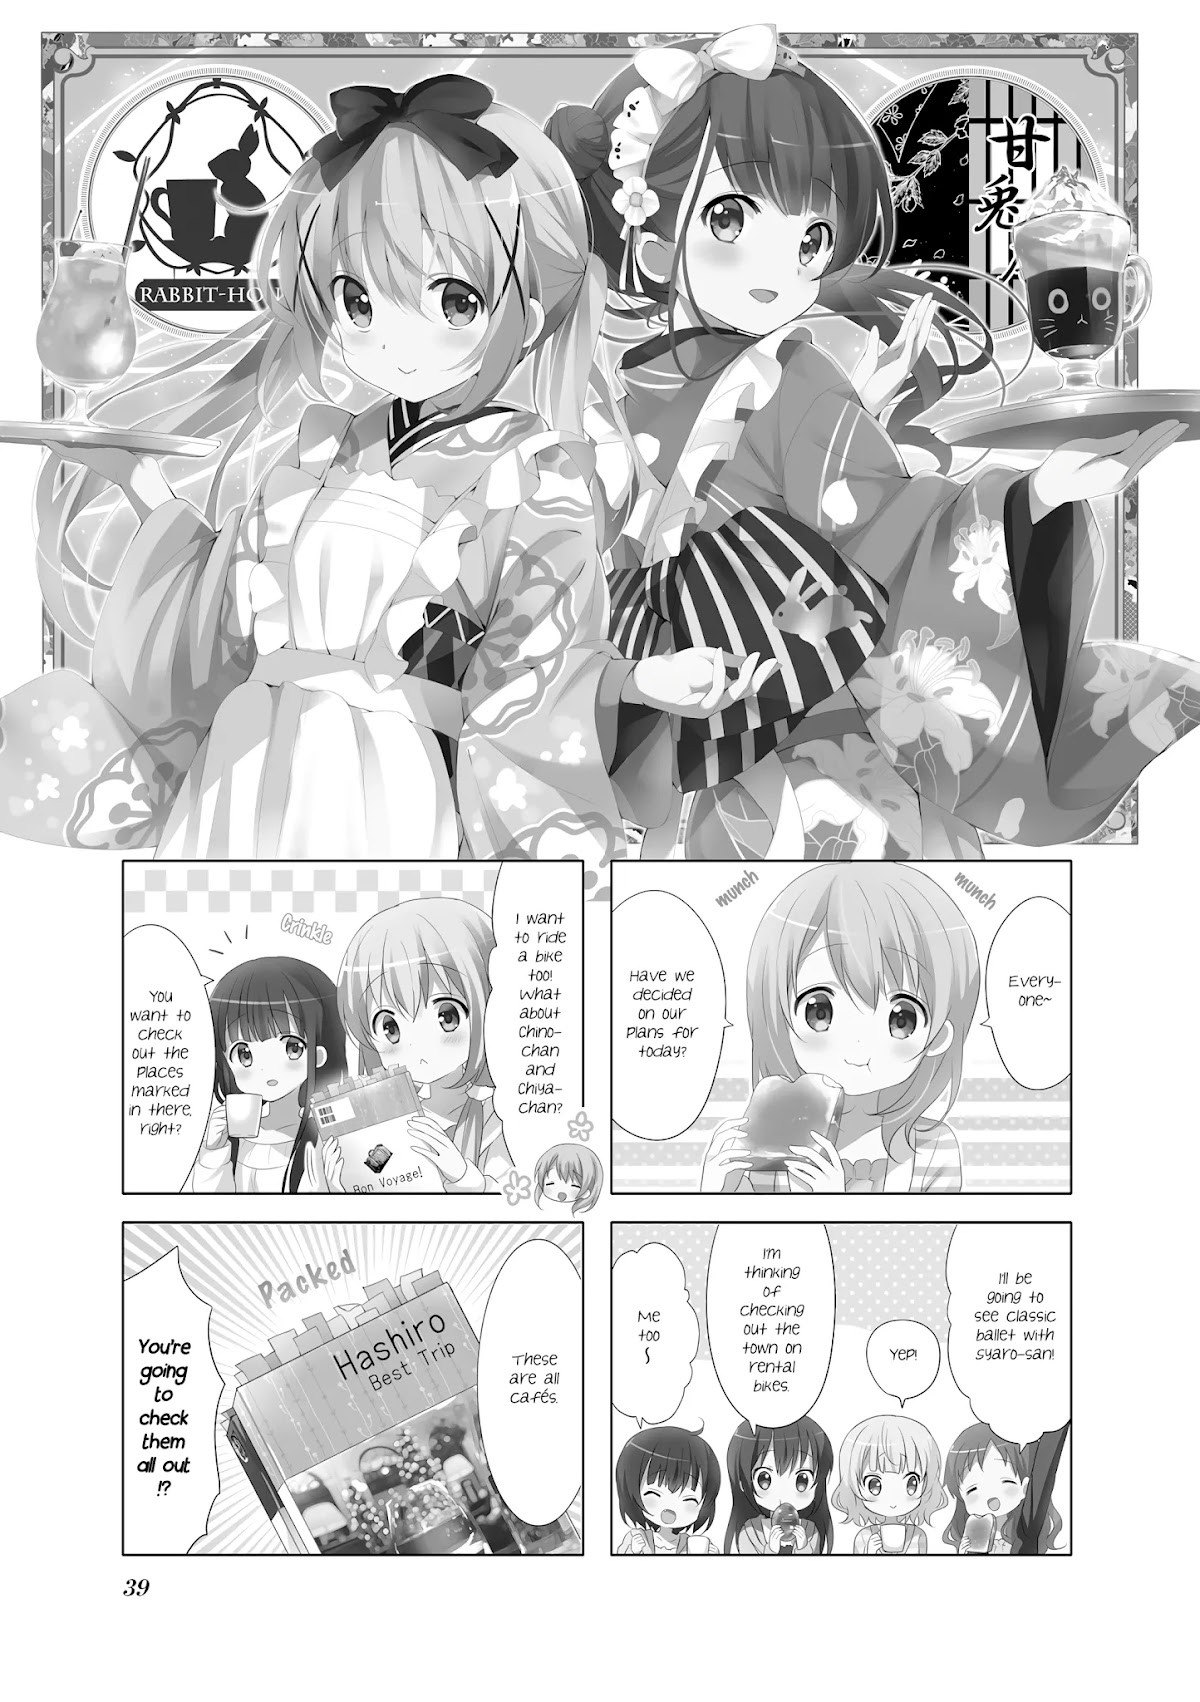 RABBIT-HO
甘
兎
munch
munch
Every-
one~
Have we
decided
on our
plans for
today?
I'll be
going to
see classic
ballet with
Syaro-san!
YEP!
I'm
thinking
of
checking
out the
town on
rental
bikes.
Me
too
~
I want
to ride
a bike
too!
What
about
Chino-
chan
and
Chiya-
chan?
Crinkle
Bon Voyage!
You
want to
check
out the
places
marked
in there,
right?
These
are all
cafés.
Packed
Hashiro
Best Trip
You're
going
to
check
them
all out
!?
39